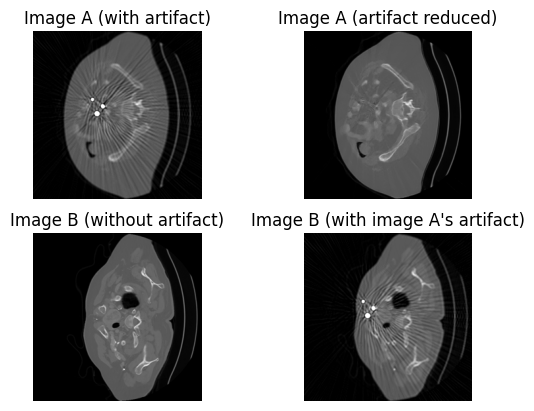 Image A (with artifact)
Image A (artifact reduced)
Image B (without artifact)
Image B (with image A's artifact)